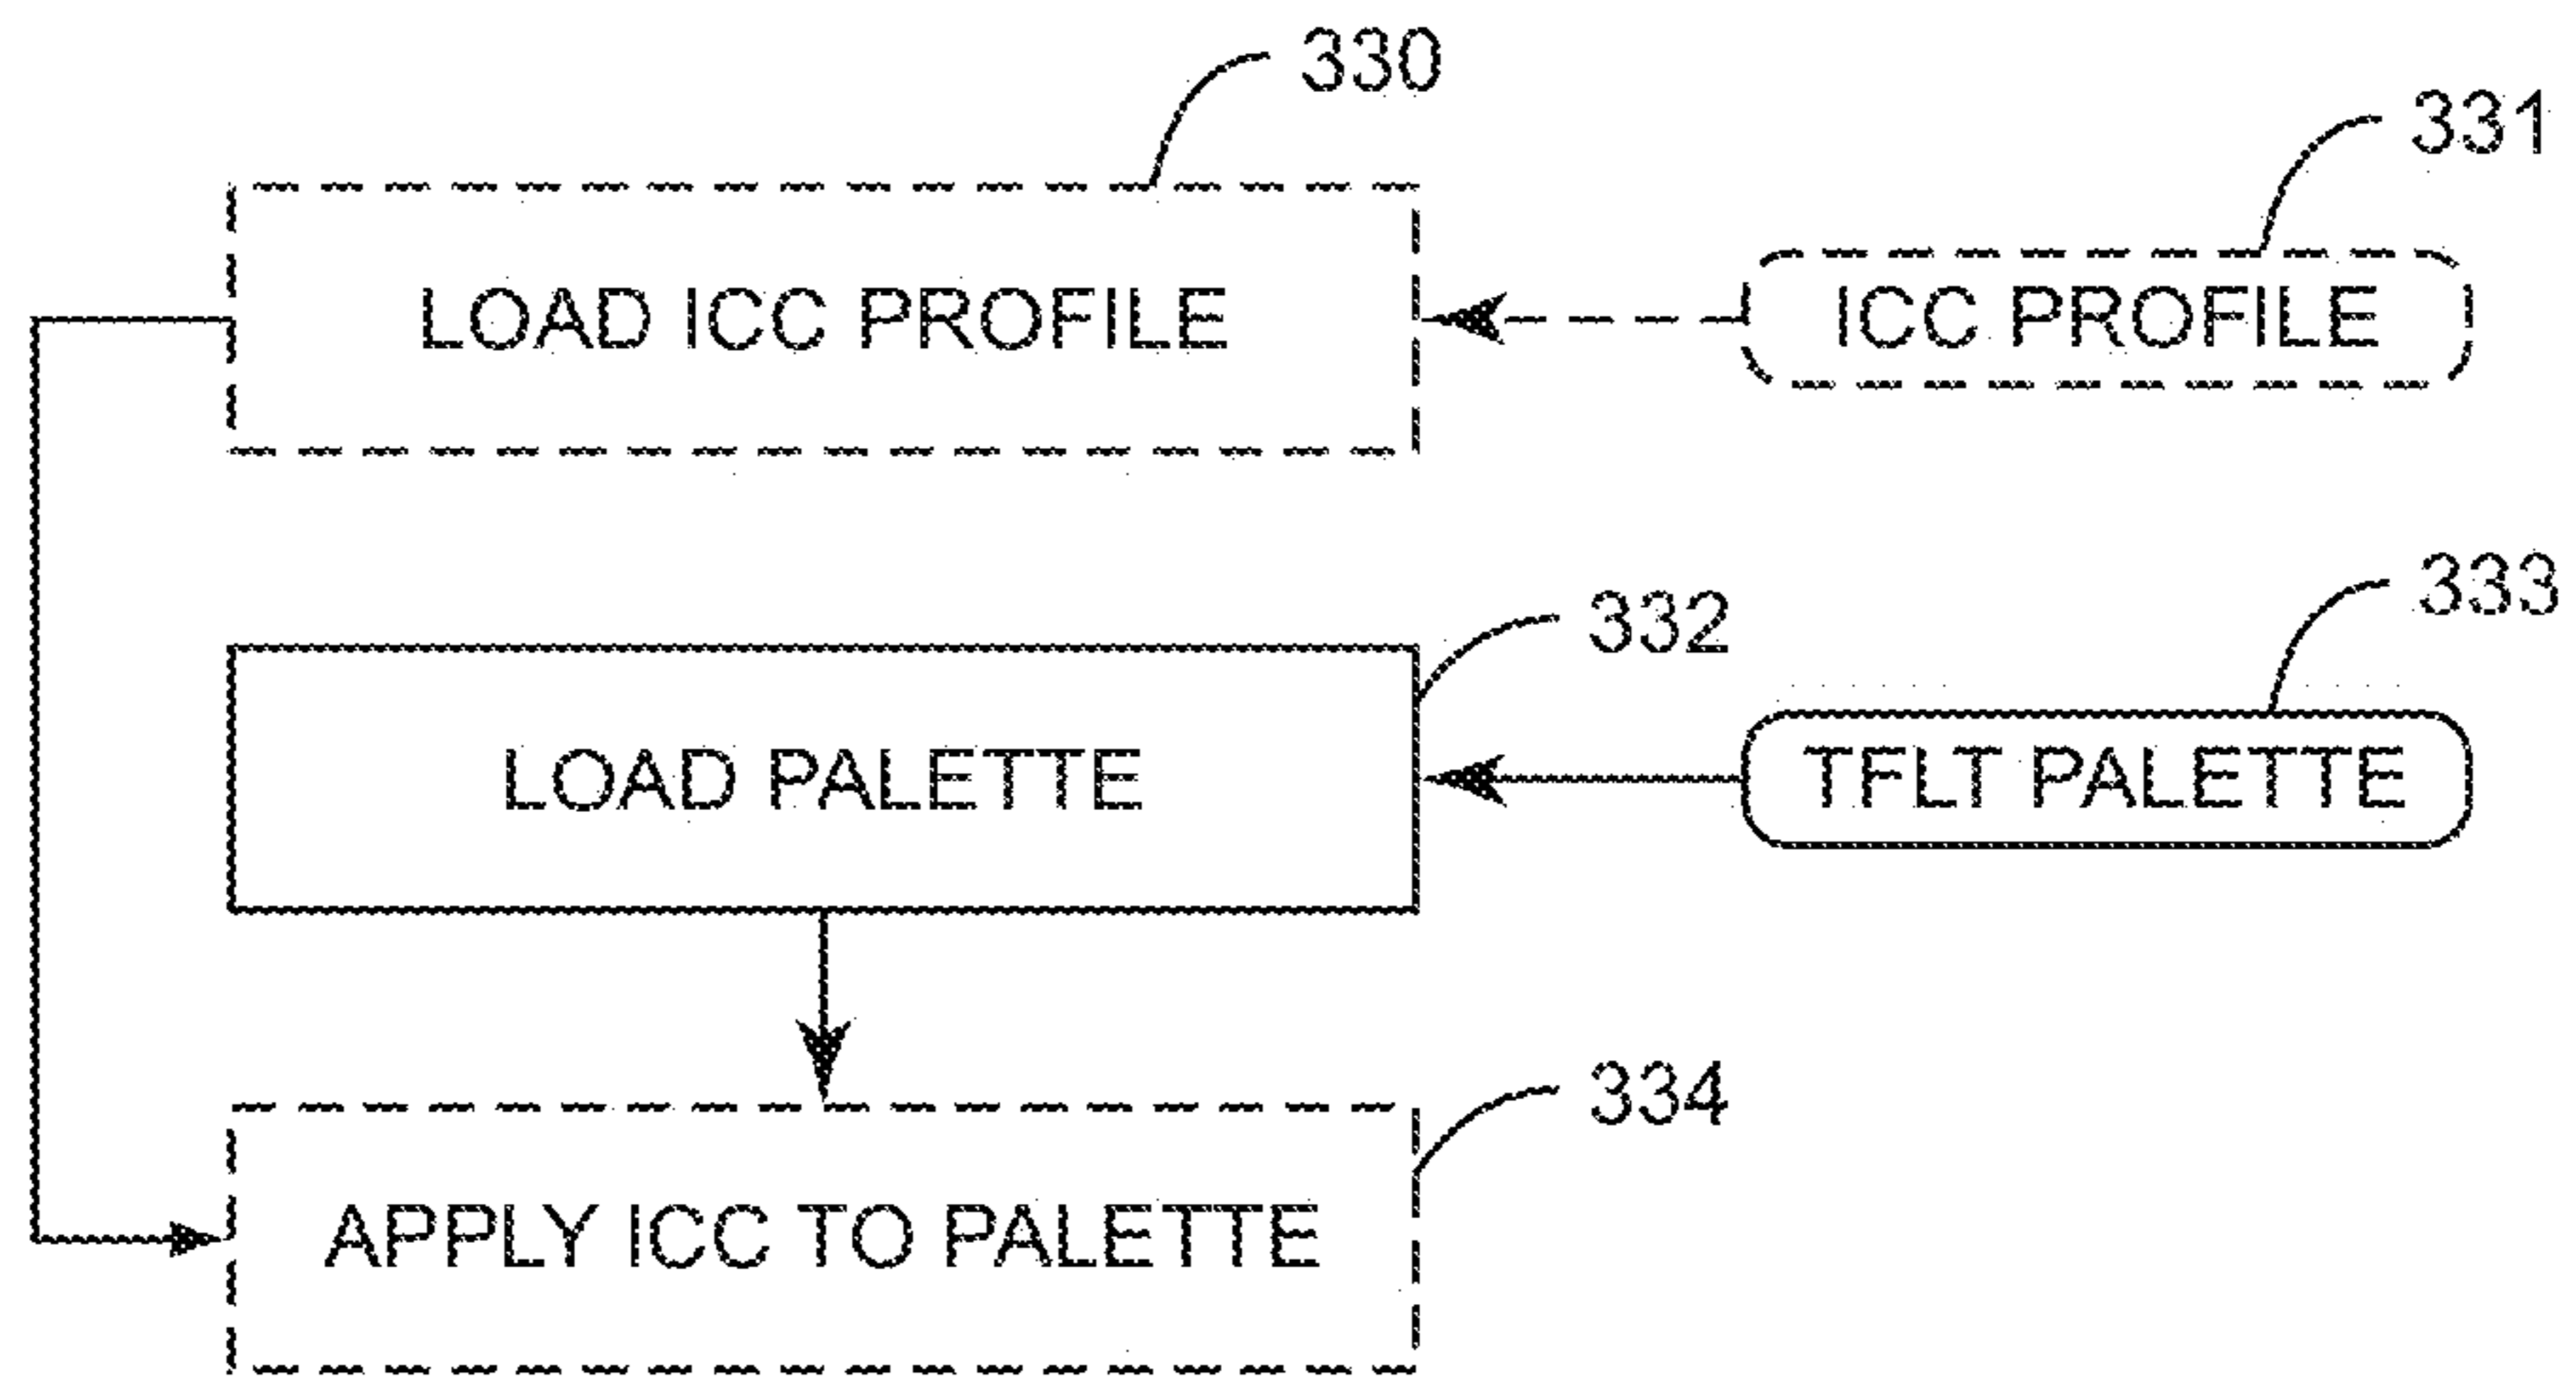 330
331
LOAD ICC PROFILE
ICC PROFILE
332
333
LOAD PALETTE
TFLT PALETTE
334
APPLY ICC TO PALETTE